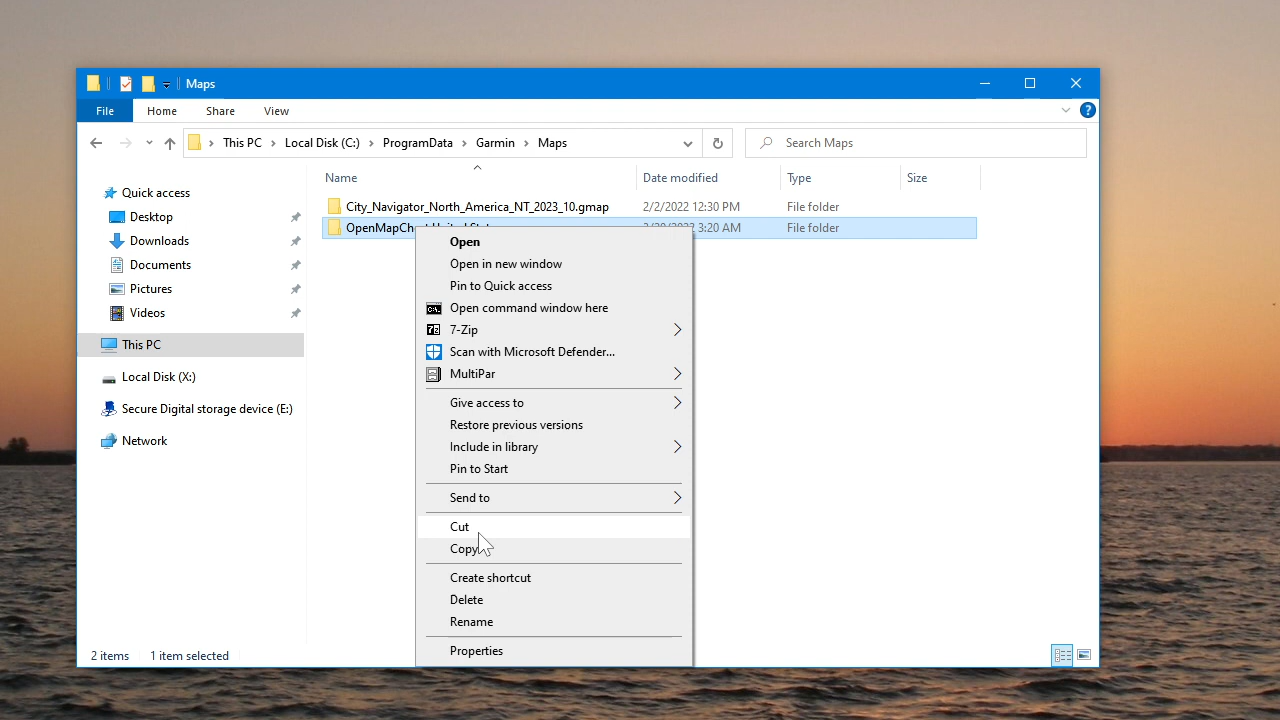 Maps
File Home Share View
This PC Local Disk (C:) ProgramData Garmin Maps
Search Maps
Name Date modified Type Size
Quick access
Desktop
Downloads
Documents
Pictures
Videos
This PC
Local Disk (X:)
Secure Digital storage device (E:)
Network
City_Navigator_North_America_NT_2023_10.gmap 2/2/2022 12:30 PM File folder
3:20 AM File folder
Open
Open in new window
Pin to Quick access
Open command window here
7-Zip
Scan with Microsoft Defender...
MultiPar
Give access to
Restore previous versions
Include in library
Pin to Start
Send to
Cut
Copy
Create shortcut
Delete
Rename
Properties
2 items 1 item selected